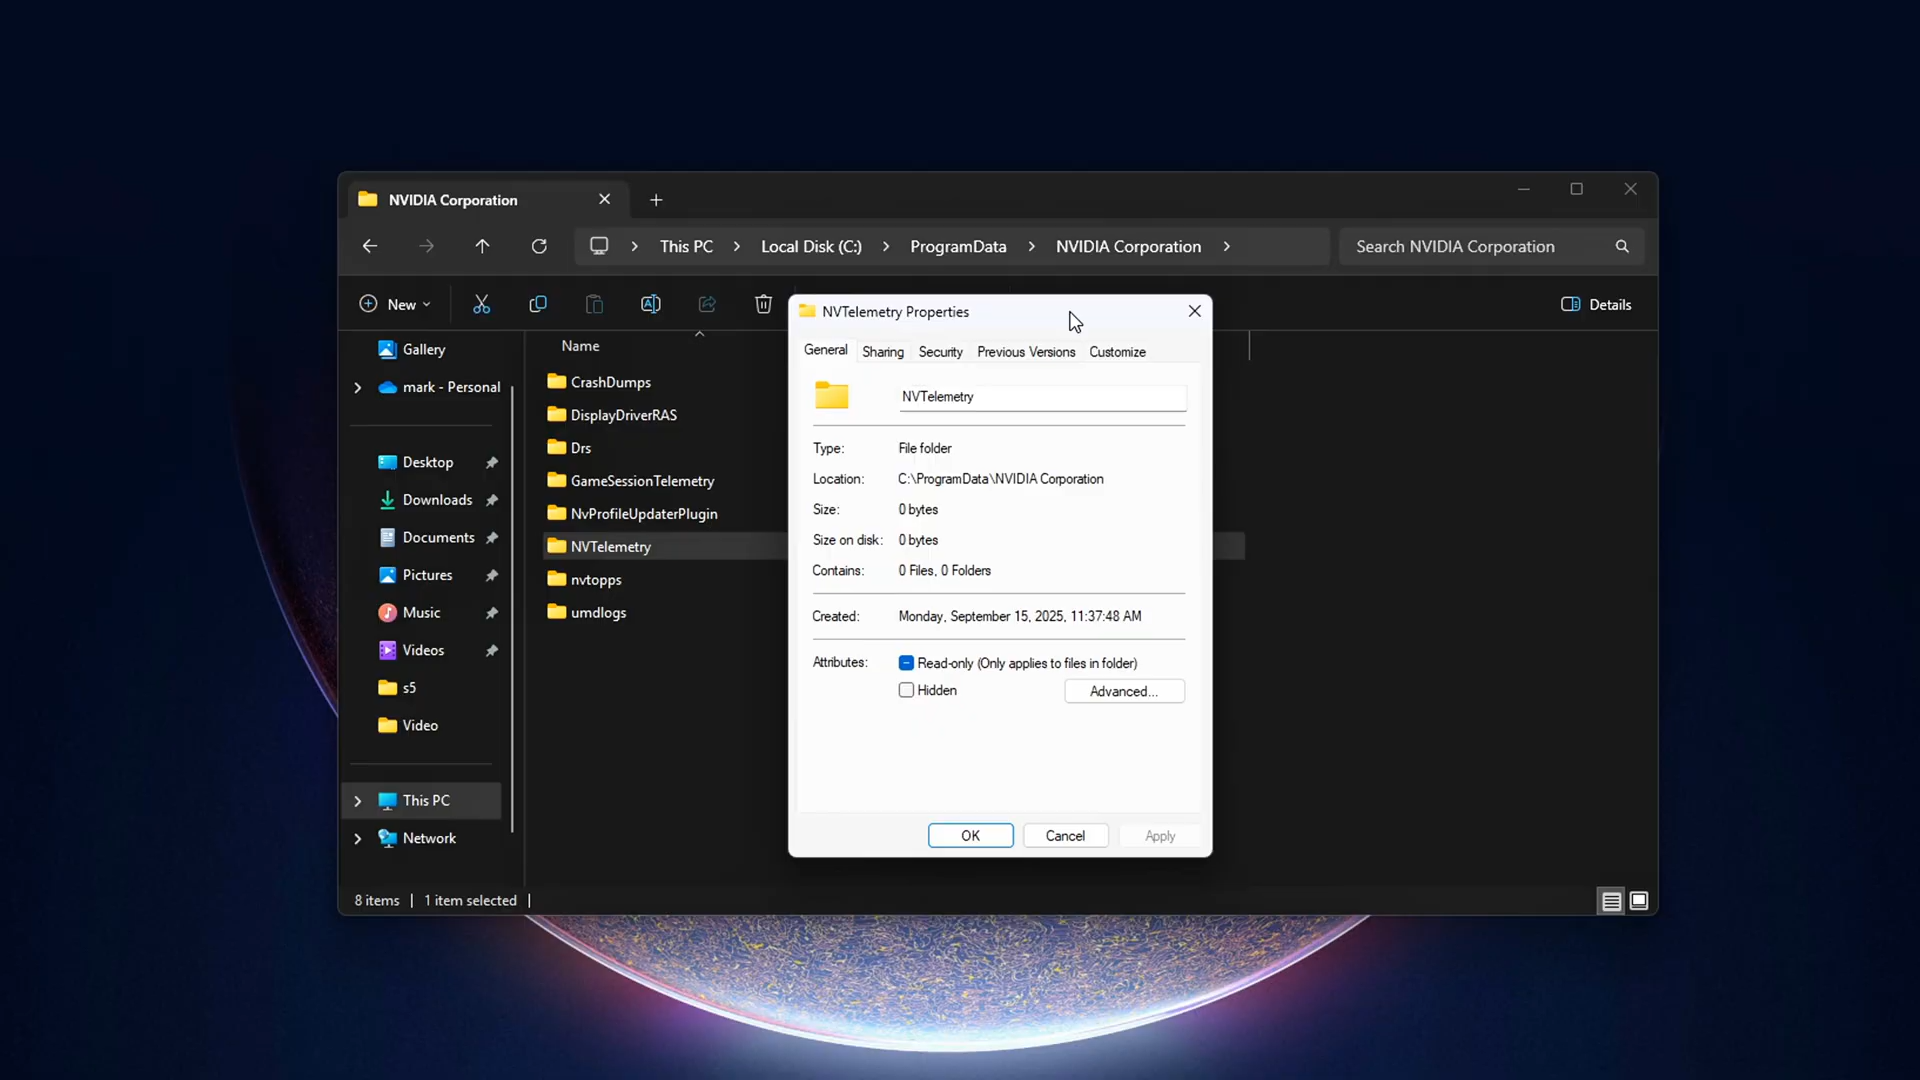 NVIDIA Corporation
This PC
Local Disk (C:)
ProgramData
NVIDIA Corporation
Search NVIDIA Corporation
New
Details
Gallery
mark - Personal
Desktop
Downloads
Documents
Pictures
Music
Videos
s5
Video
This PC
Network
Name
CrashDumps
DisplayDriverRAS
Drs
GameSessionTelemetry
NvProfileUpdaterPlugin
NVTelemetry
nvtopps
umdlogs
NVTelemetry Properties
General Sharing Security Previous Versions Customize
NVTelemetry
Type: File folder
Location: C:\ProgramData\NVIDIA Corporation
Size: 0 bytes
Size on disk: 0 bytes
Contains: 0 Files, 0 Folders
Created: Monday, September 15, 2025, 11:37:48 AM
Attributes: Read-only (Only applies to files in folder)
Hidden
Advanced...
OK
Cancel
Apply
8 items
1 item selected